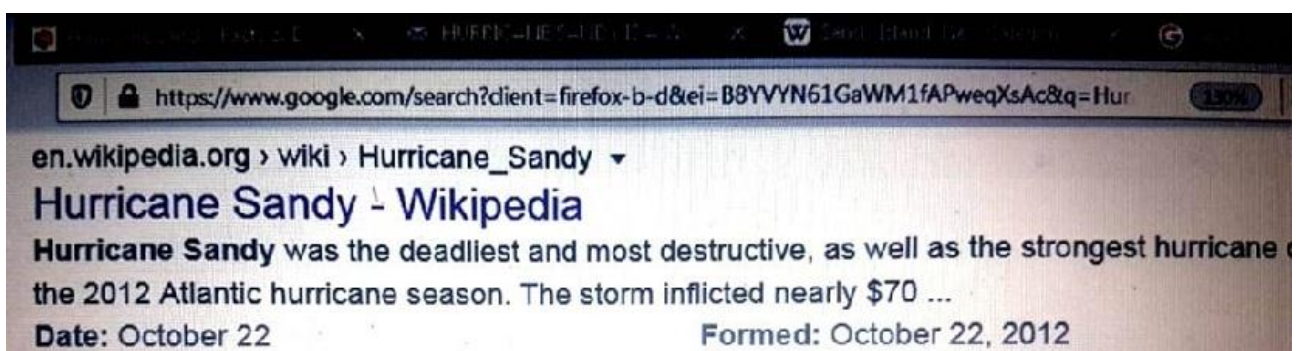 HURRICANE SANDY
W Sand Island
https://www.google.com/search?client=firefox-b-d&ei=B8YVYN61GaWM1fAPweqXsAc&q=Hur 130%
en.wikipedia.org › wiki › Hurricane_Sandy
Hurricane Sandy - Wikipedia
Hurricane Sandy was the deadliest and most destructive, as well as the strongest hurricane
the 2012 Atlantic hurricane season. The storm inflicted nearly $70 ...
Date: October 22 Formed: October 22, 2012